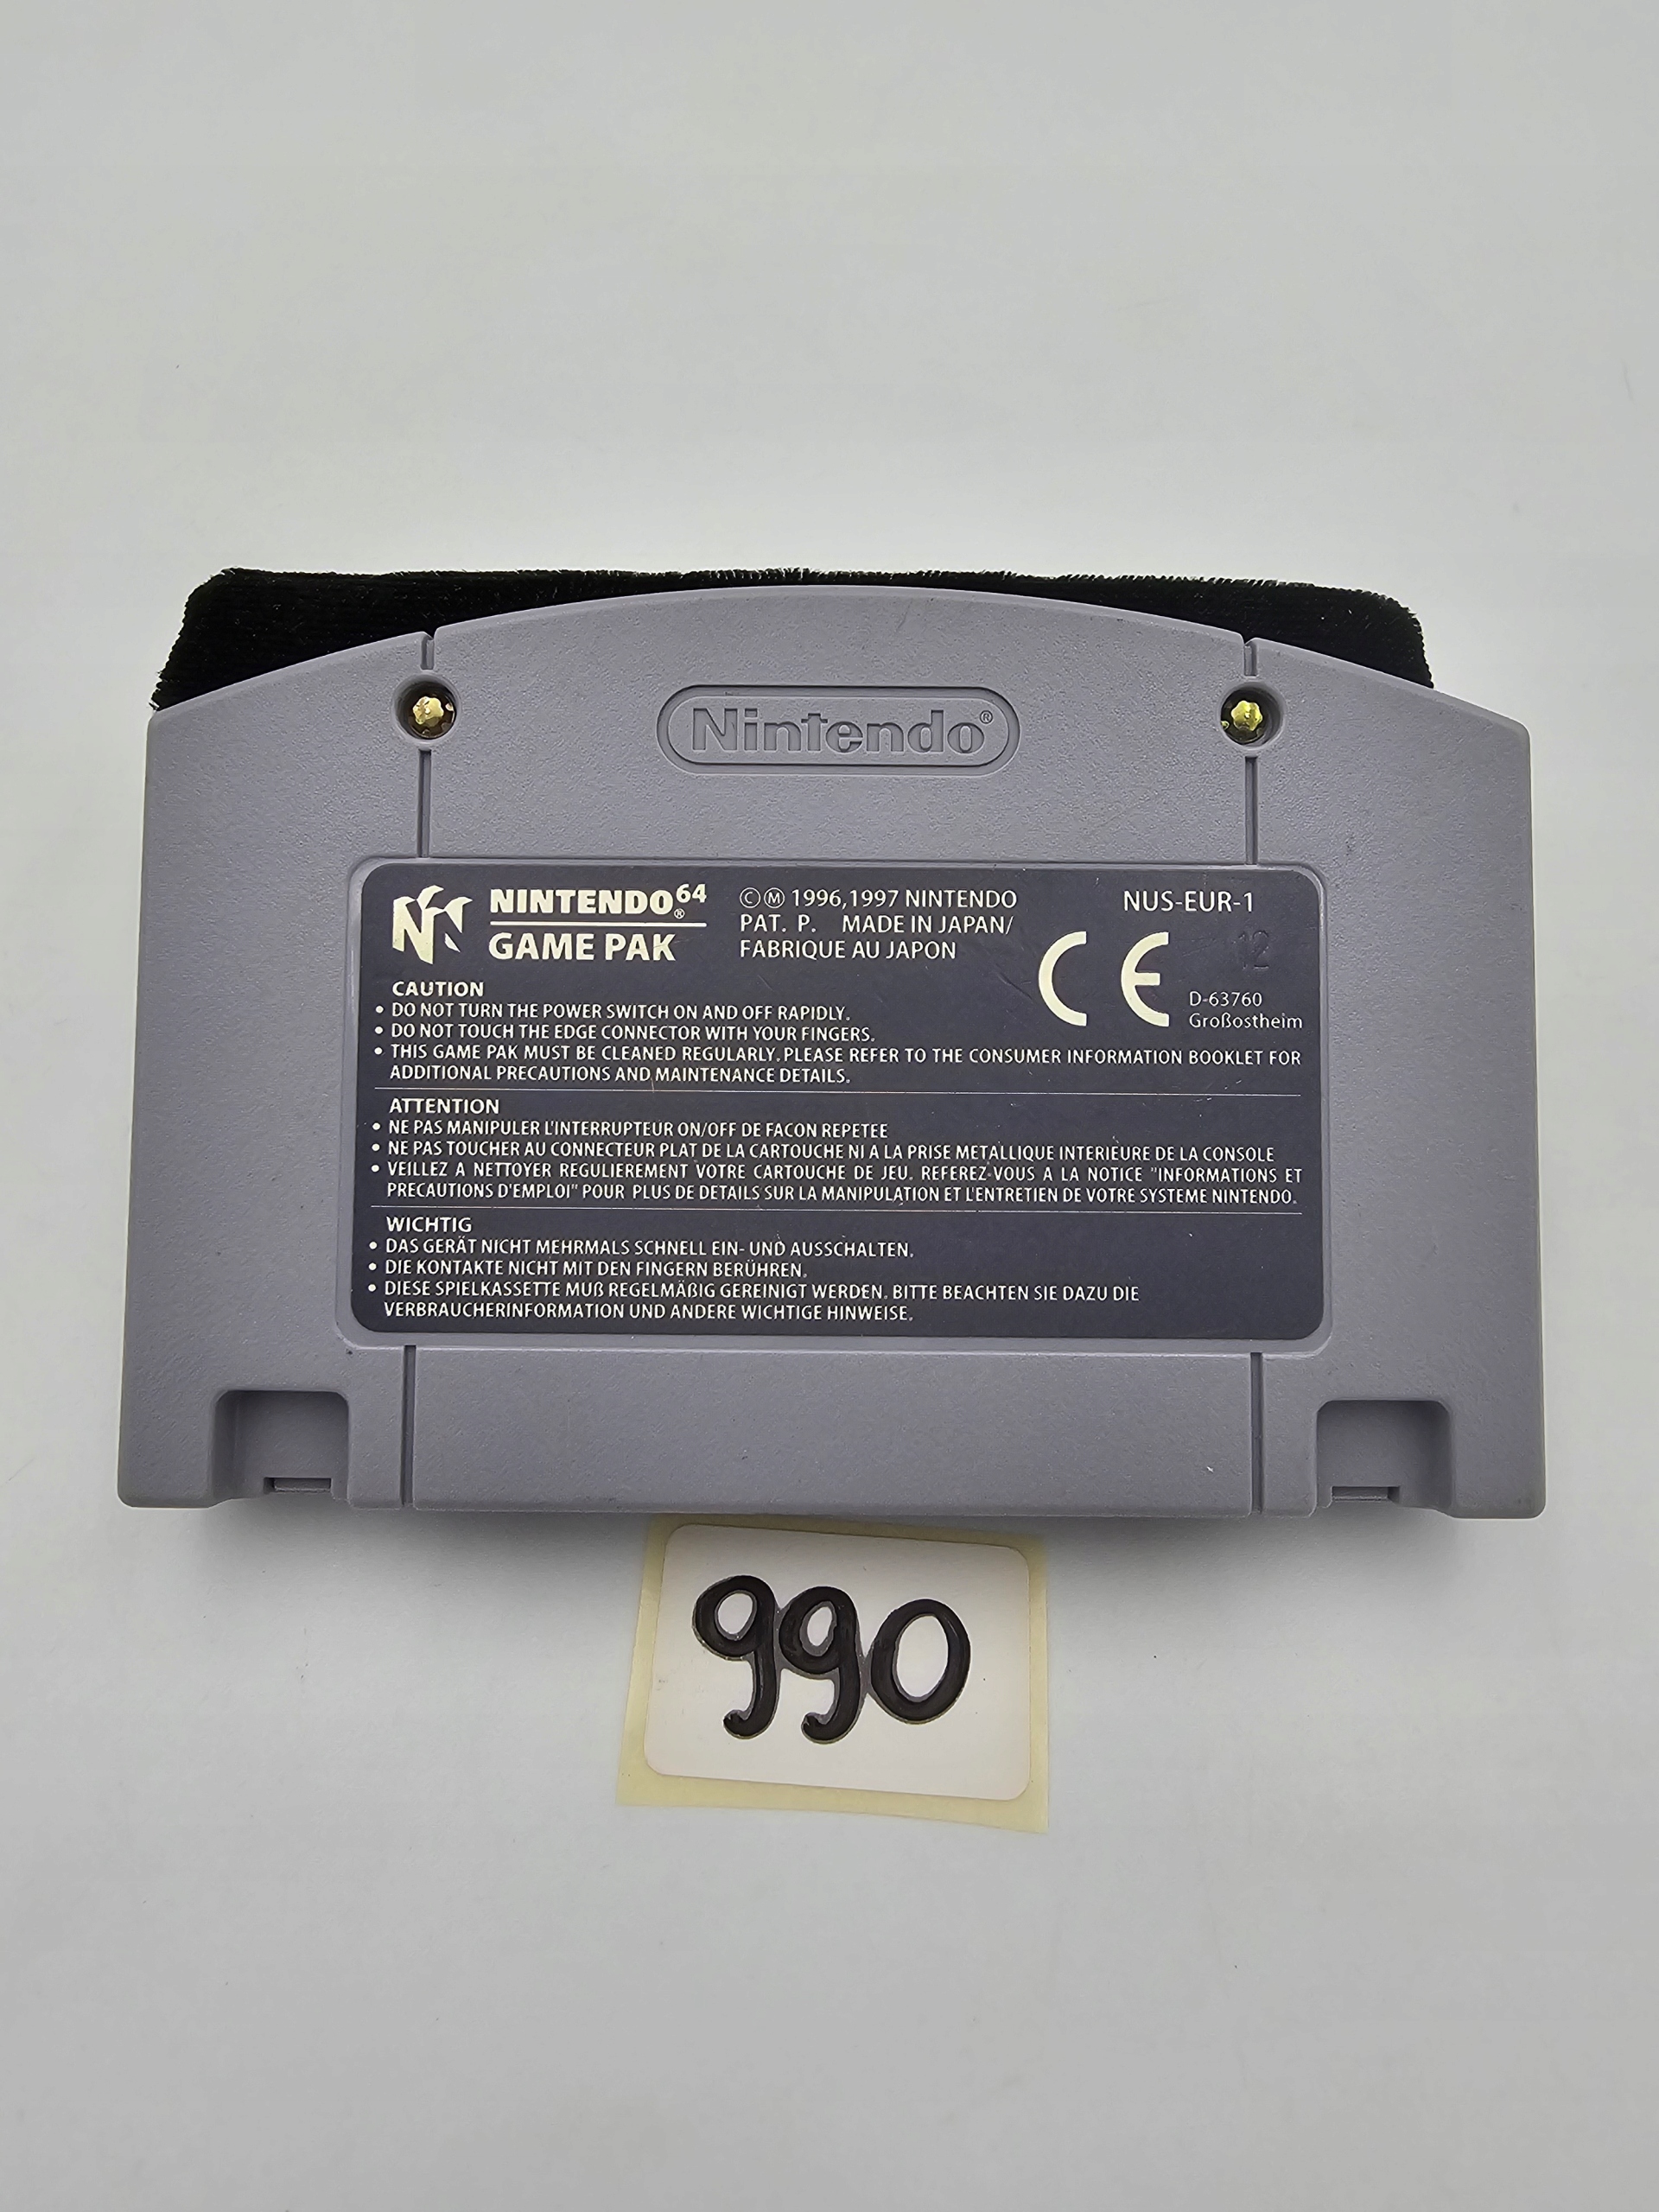 Nintendo®
NINTENDO64® GAME PAK
©Ⓜ 1996,1997 NINTENDO
PAT. P. MADE IN JAPAN/
FABRIQUE AU JAPON
NUS-EUR-1
CE
12
D-63760
Großostheim
CAUTION
• DO NOT TURN THE POWER SWITCH ON AND OFF RAPIDLY.
• DO NOT TOUCH THE EDGE CONNECTOR WITH YOUR FINGERS.
• THIS GAME PAK MUST BE CLEANED REGULARLY. PLEASE REFER TO THE CONSUMER INFORMATION BOOKLET FOR
ADDITIONAL PRECAUTIONS AND MAINTENANCE DETAILS.
ATTENTION
• NE PAS MANIPULER L'INTERRUPTEUR ON/OFF DE FACON REPETEE
• NE PAS TOUCHER AU CONNECTEUR PLAT DE LA CARTOUCHE NI A LA PRISE METALLIQUE INTERIEURE DE LA CONSOLE
• VEILLEZ A NETTOYER REGULIEREMENT VOTRE CARTOUCHE DE JEU. REFEREZ-VOUS A LA NOTICE "INFORMATIONS ET
PRECAUTIONS D'EMPLOI" POUR PLUS DE DETAILS SUR LA MANIPULATION ET L'ENTRETIEN DE VOTRE SYSTEME NINTENDO.
WICHTIG
• DAS GERÄT NICHT MEHRMALS SCHNELL EIN- UND AUSSCHALTEN.
• DIE KONTAKTE NICHT MIT DEN FINGERN BERÜHREN.
• DIESE SPIELKASSETTE MUß REGELMÄßIG GEREINIGT WERDEN. BITTE BEACHTEN SIE DAZU DIE
VERBRAUCHERINFORMATION UND ANDERE WICHTIGE HINWEISE.
990